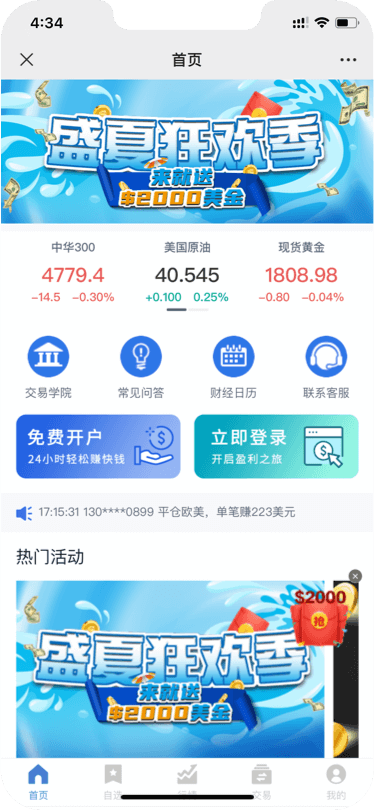 4:34
首页
盛夏狂欢季
来就送
$2000美金
中华300 美国原油 现货黄金
4779.4 40.545 1808.98
-14.5 -0.30% +0.100 0.25% -0.80 -0.04%
交易学院 常见问答 财经日历 联系客服
免费开户 立即登录
24小时轻松赚快钱 开启盈利之旅
17:15:31 130****0899 平仓欧美，单笔赚223美元
热门活动
$2000
抢
盛夏狂欢季
来就送
$2000美金
首页 自选 行情 交易 我的